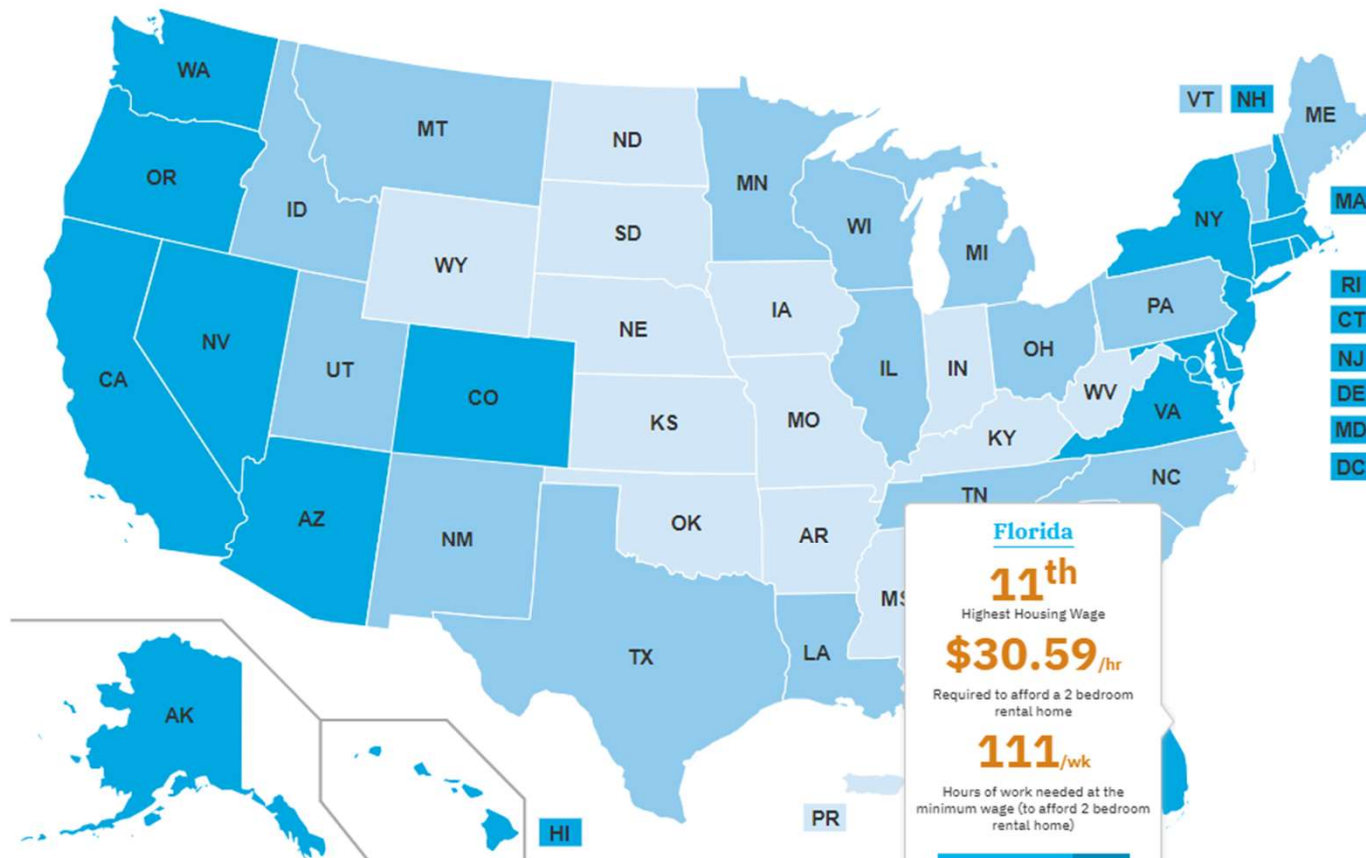 WA
MT
ND
MN
VT
NH
ME
OR
ID
SD
WI
MI
NY
MA
WY
IA
PA
RI
NE
CT
NV
UT
IL
IN
OH
NJ
CA
CO
WV
DE
KS
MO
VA
MD
KY
DC
NC
TN
AZ
NM
OK
AR
MS
TX
LA
AK
HI
PR
Florida
11th
Highest Housing Wage
$30.59/hr
Required to afford a 2 bedroom
rental home
111/wk
Hours of work needed at the
minimum wage (to afford 2 bedroom
rental home)